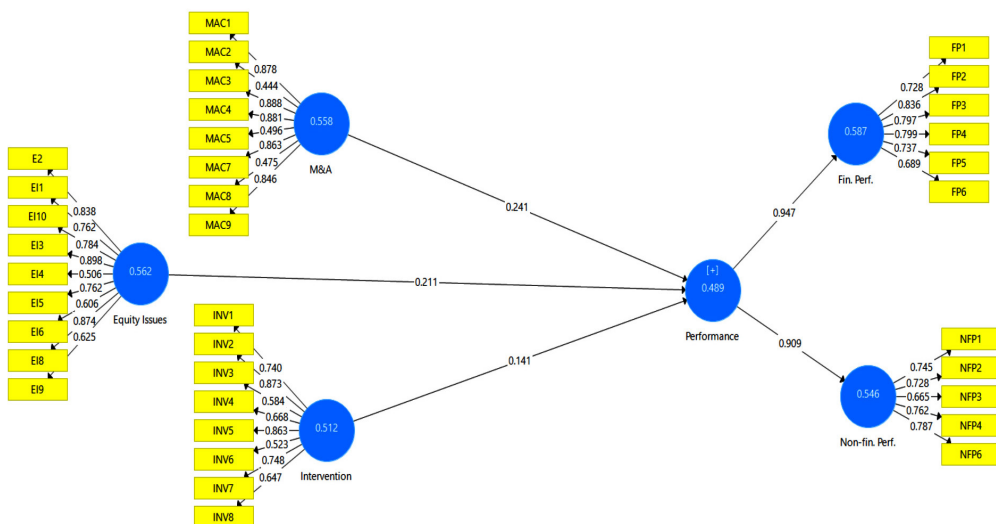 MAC1
MAC2
MAC3
MAC4
MAC5
MAC7
MAC8
MAC9
0.878
0.444
0.888
0.881
0.496
0.863
0.475
0.846
0.558
M&A
E2
EI1
EI10
EI3
EI4
EI5
EI6
EI8
EI9
0.838
0.762
0.784
0.898
0.506
0.762
0.606
0.874
0.625
0.562
Equity Issues
INV1
INV2
INV3
INV4
INV5
INV6
INV7
INV8
0.740
0.873
0.584
0.668
0.863
0.523
0.748
0.647
0.512
Intervention
0.241
0.211
0.141
[+]
0.489
Performance
0.947
0.909
0.587
Fin. Perf.
0.728
0.836
0.797
0.799
0.737
0.689
FP1
FP2
FP3
FP4
FP5
FP6
0.546
Non-fin. Perf.
0.745
0.728
0.665
0.762
0.787
NFP1
NFP2
NFP3
NFP4
NFP6